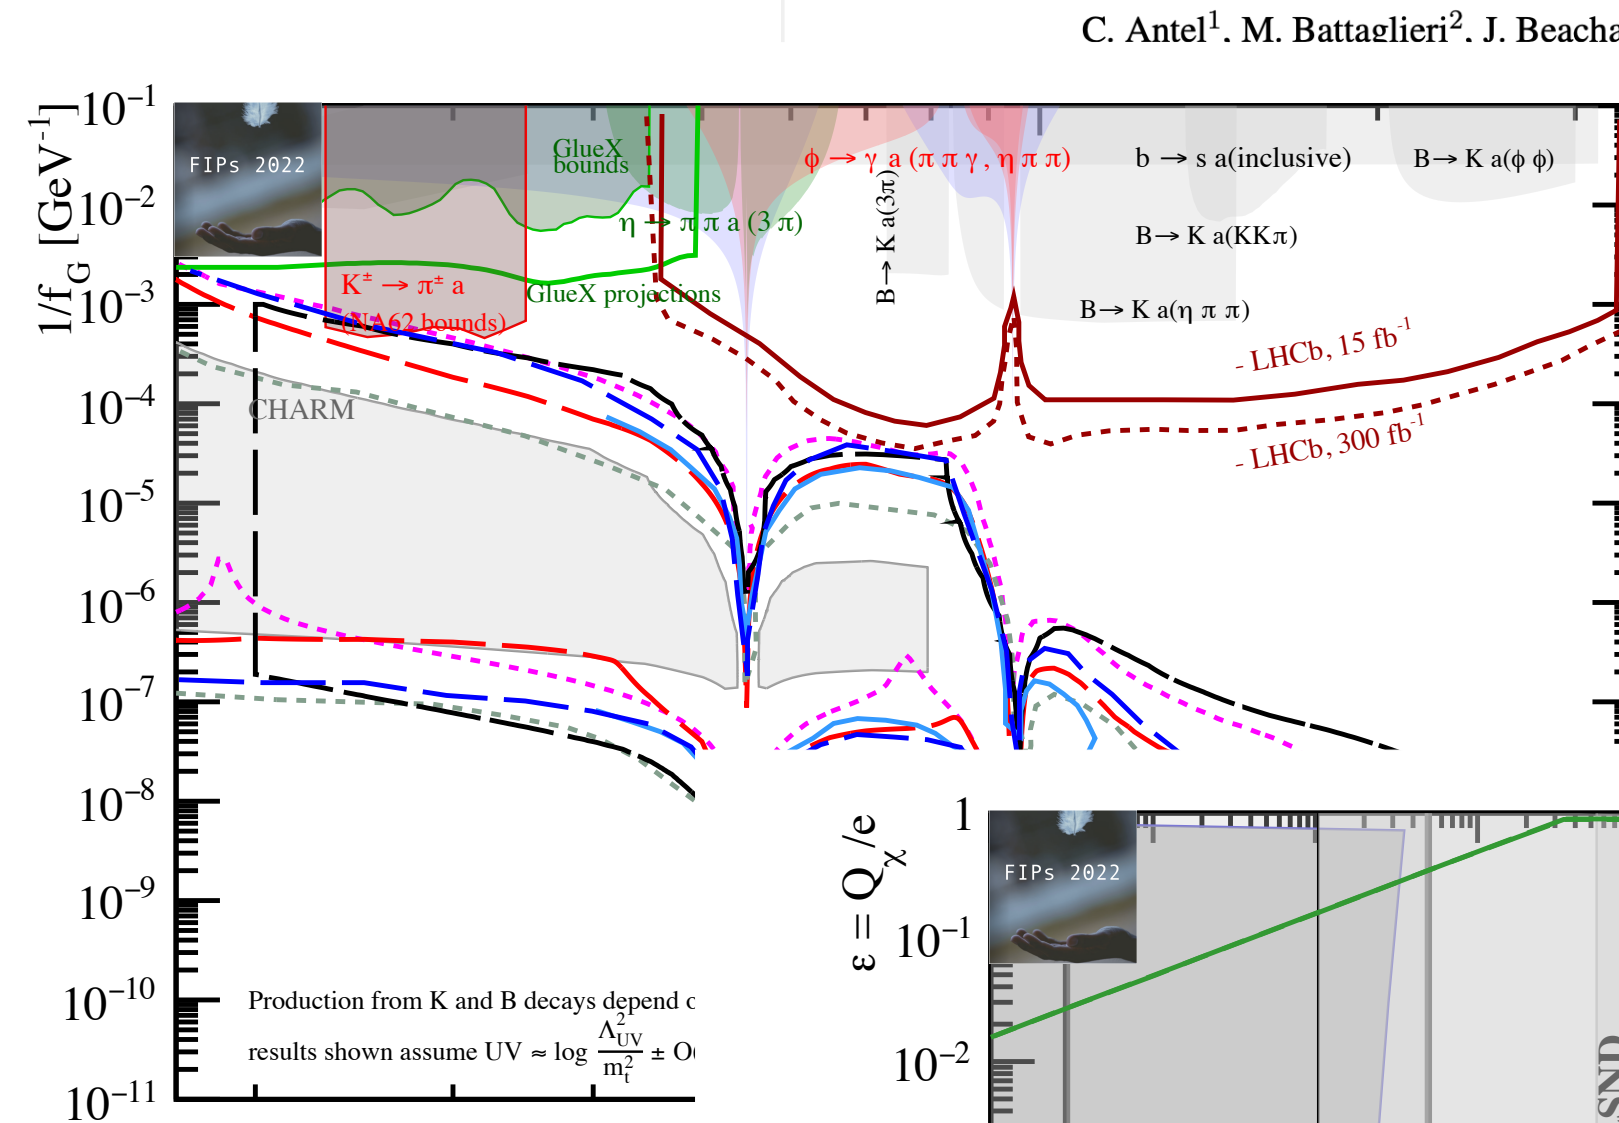 C. Antel¹, M. Battaglieri², J. Beacha
1/f_G [GeV⁻¹]
10⁻¹
10⁻²
10⁻³
10⁻⁴
10⁻⁵
10⁻⁶
10⁻⁷
10⁻⁸
10⁻⁹
10⁻¹⁰
10⁻¹¹
FIPs 2022
GlueX
bounds
ϕ → γ a (π π γ , η π π)
b → s a(inclusive)
B→ K a(ϕ ϕ)
η → π π a (3 π)
B→ K a(3π)
B→ K a(KKπ)
K± → π± a
(NA62 bounds)
GlueX projections
B→ K a(η π π)
- LHCb, 15 fb⁻¹
- LHCb, 300 fb⁻¹
CHARM
Production from K and B decays depend o
results shown assume UV ≈ log Λ²_UV / m²_t ± O(
ε = Q_χ/e
1
10⁻¹
10⁻²
FIPs 2022
SND